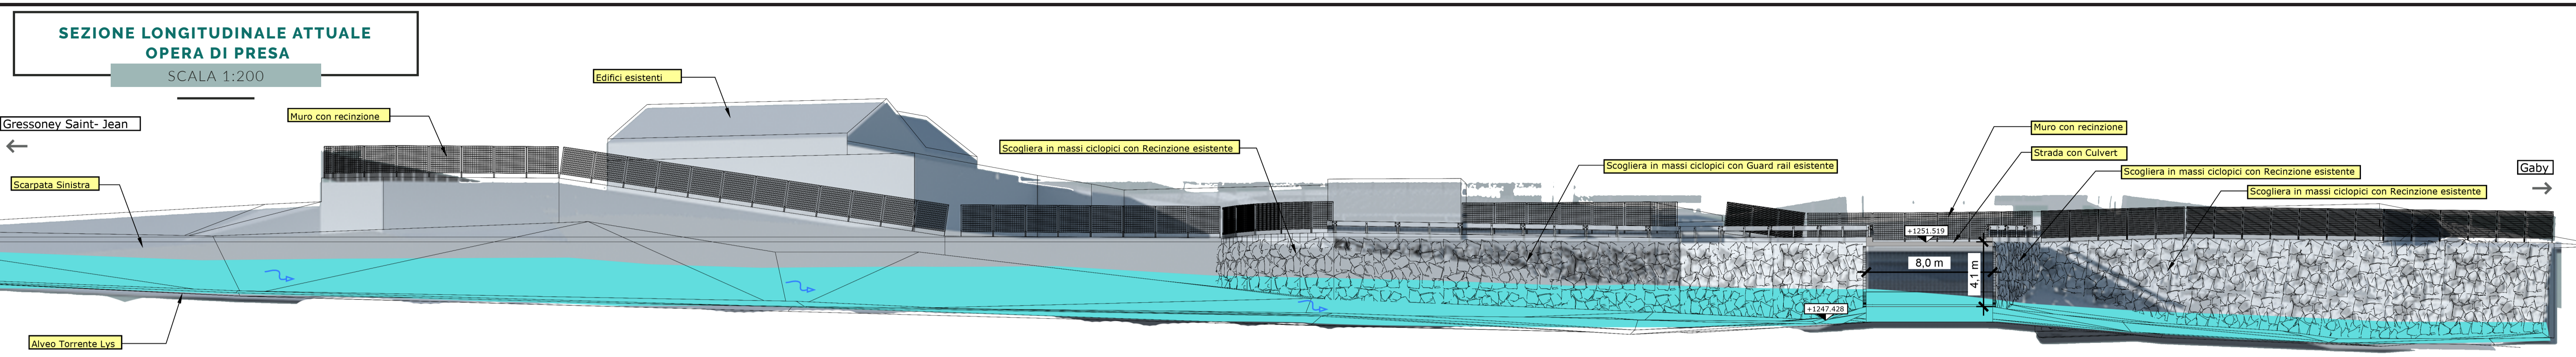 SEZIONE LONGITUDINALE ATTUALE
OPERA DI PRESA
SCALA 1:200
Gressoney Saint- Jean
Muro con recinzione
Edifici esistenti
Scarpata Sinistra
Alveo Torrente Lys
Scogliera in massi ciclopici con Recinzione esistente
Scogliera in massi ciclopici con Guard rail esistente
Muro con recinzione
Strada con Culvert
Scogliera in massi ciclopici con Recinzione esistente
Scogliera in massi ciclopici con Recinzione esistente
Gaby
+1251.519
8,0 m
4,1 m
+1247.428